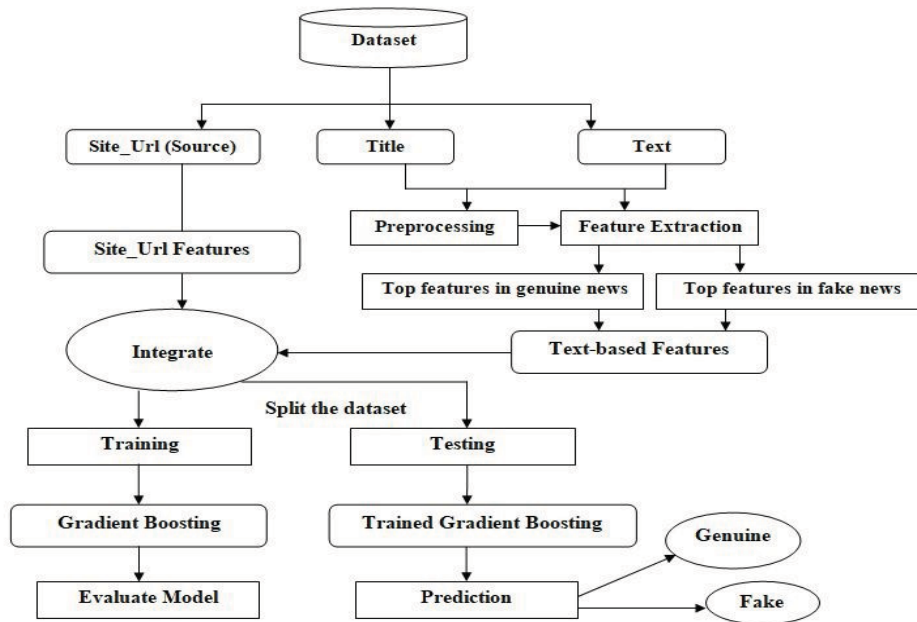 Dataset
Site_Url (Source)
Title
Text
Preprocessing
Feature Extraction
Site_Url Features
Top features in genuine news
Top features in fake news
Integrate
Text-based Features
Split the dataset
Training
Testing
Gradient Boosting
Trained Gradient Boosting
Genuine
Evaluate Model
Prediction
Fake